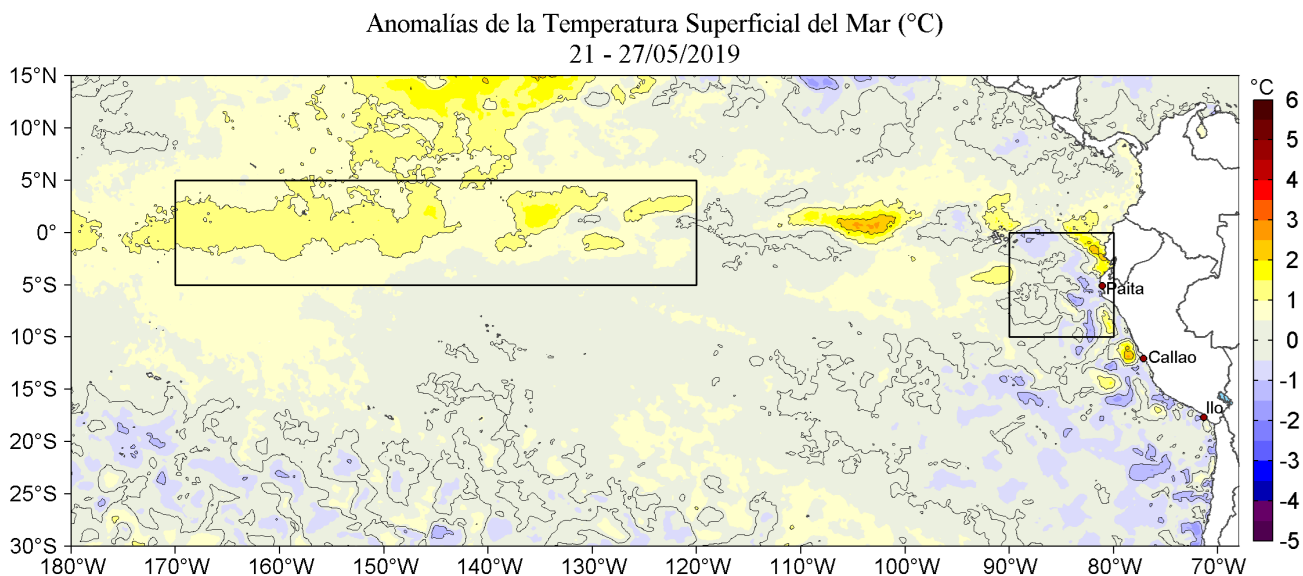 Anomalías de la Temperatura Superficial del Mar (°C)
21 - 27/05/2019
15°N
10°N
5°N
0°
5°S
10°S
15°S
20°S
25°S
30°S
180°W
170°W
160°W
150°W
140°W
130°W
120°W
110°W
100°W
90°W
80°W
70°W
Paita
Callao
Ilo
°C
6
5
4
3
2
1
0
-1
-2
-3
-4
-5